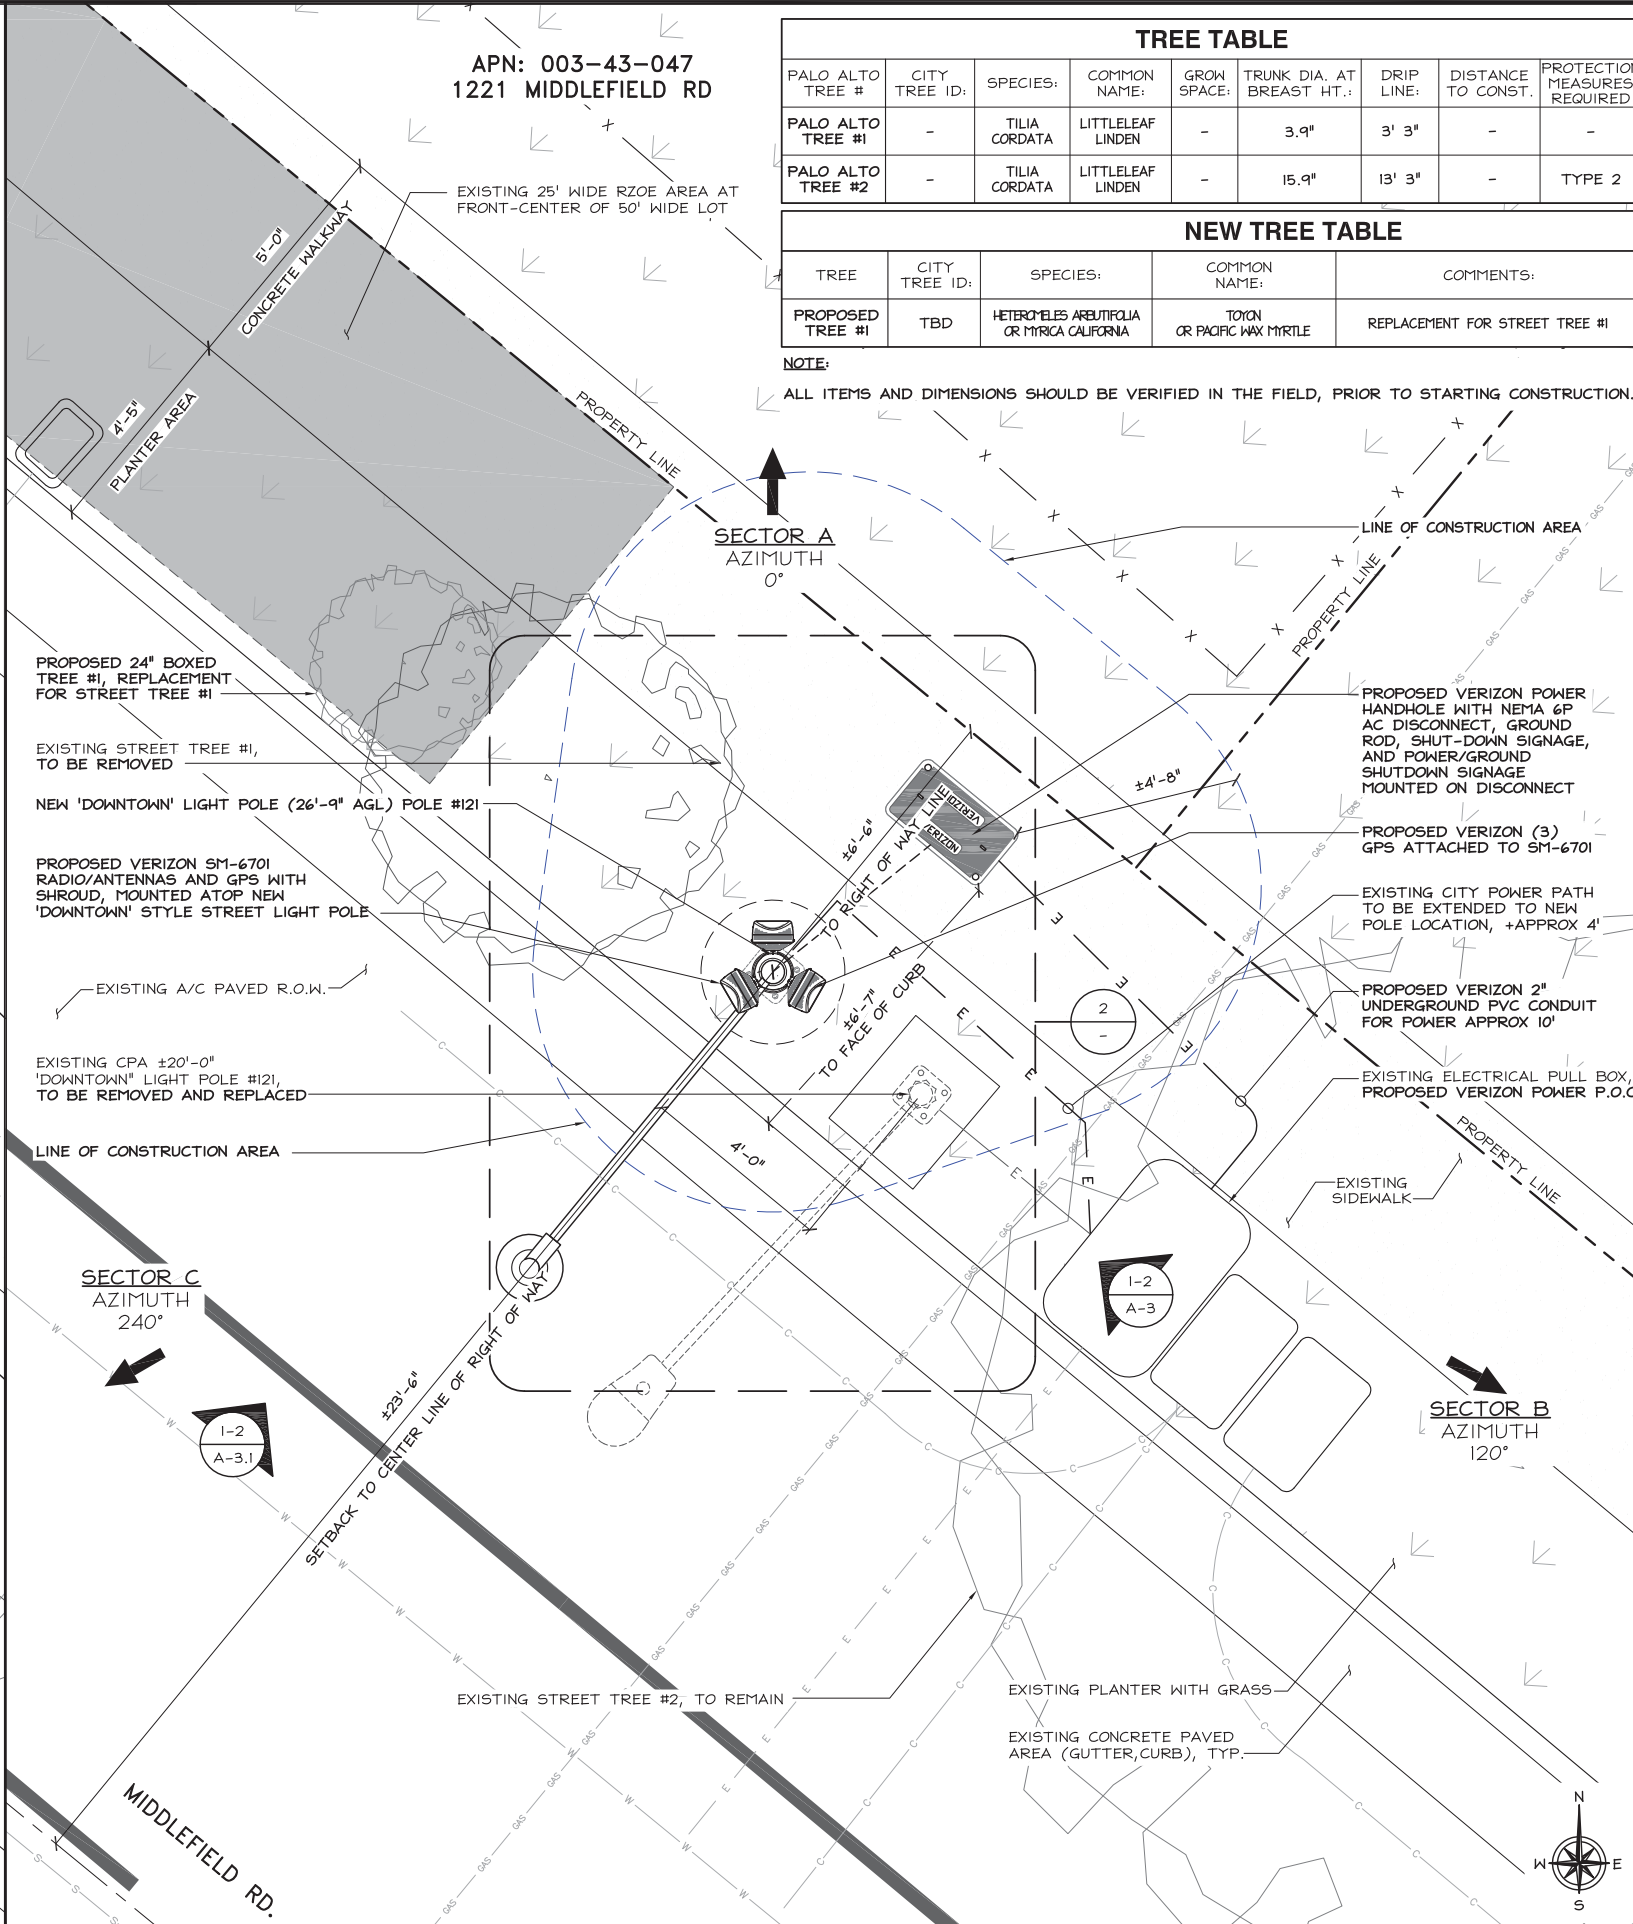 APN: 003-43-047
1221 MIDDLEFIELD RD
TREE TABLE
PALO ALTO TREE # CITY TREE ID: SPECIES: COMMON NAME: GROW SPACE: TRUNK DIA. AT BREAST HT.: DRIP LINE: DISTANCE TO CONST. PROTECTION MEASURES REQUIRED
PALO ALTO TREE #1 - TILIA CORDATA LITTLELEAF LINDEN - 3.9" 3' 3" - -
PALO ALTO TREE #2 - TILIA CORDATA LITTLELEAF LINDEN - 15.9" 13' 3" - TYPE 2
NEW TREE TABLE
TREE CITY TREE ID: SPECIES: COMMON NAME: COMMENTS:
PROPOSED TREE #1 TBD HETEROMELES ARBUTIFOLIA OR MYRICA CALIFORNIA TOYON OR PACIFIC WAX MYRTLE REPLACEMENT FOR STREET TREE #1
NOTE:
ALL ITEMS AND DIMENSIONS SHOULD BE VERIFIED IN THE FIELD, PRIOR TO STARTING CONSTRUCTION.
EXISTING 25' WIDE RZOE AREA AT
FRONT-CENTER OF 50' WIDE LOT
5'-0"
CONCRETE WALKWAY
4'-5"
PLANTER AREA
PROPERTY LINE
SECTOR A
AZIMUTH
0°
LINE OF CONSTRUCTION AREA
PROPERTY LINE
PROPOSED 24" BOXED
TREE #1, REPLACEMENT
FOR STREET TREE #1
EXISTING STREET TREE #1,
TO BE REMOVED
NEW 'DOWNTOWN' LIGHT POLE (26'-9" AGL) POLE #121
PROPOSED VERIZON SM-6701
RADIO/ANTENNAS AND GPS WITH
SHROUD, MOUNTED ATOP NEW
'DOWNTOWN' STYLE STREET LIGHT POLE
EXISTING A/C PAVED R.O.W.
EXISTING CPA ±20'-0"
'DOWNTOWN" LIGHT POLE #121,
TO BE REMOVED AND REPLACED
LINE OF CONSTRUCTION AREA
PROPOSED VERIZON POWER
HANDHOLE WITH NEMA 6P
AC DISCONNECT, GROUND
ROD, SHUT-DOWN SIGNAGE,
AND POWER/GROUND
SHUTDOWN SIGNAGE
MOUNTED ON DISCONNECT
PROPOSED VERIZON (3)
GPS ATTACHED TO SM-6701
EXISTING CITY POWER PATH
TO BE EXTENDED TO NEW
POLE LOCATION, +APPROX 4'
PROPOSED VERIZON 2"
UNDERGROUND PVC CONDUIT
FOR POWER APPROX 10'
EXISTING ELECTRICAL PULL BOX,
PROPOSED VERIZON POWER P.O.C
±4'-8"
±6'-6"
TO RIGHT OF WAY LINE
±6'-7"
TO FACE OF CURB
4'-0"
2
-
PROPERTY LINE
EXISTING
SIDEWALK
1-2
A-3
SECTOR C
AZIMUTH
240°
1-2
A-3.1
±23'-6"
SETBACK TO CENTER LINE OF RIGHT OF WAY
SECTOR B
AZIMUTH
120°
EXISTING STREET TREE #2, TO REMAIN
EXISTING PLANTER WITH GRASS
EXISTING CONCRETE PAVED
AREA (GUTTER,CURB), TYP.
MIDDLEFIELD RD.
N
W E
S